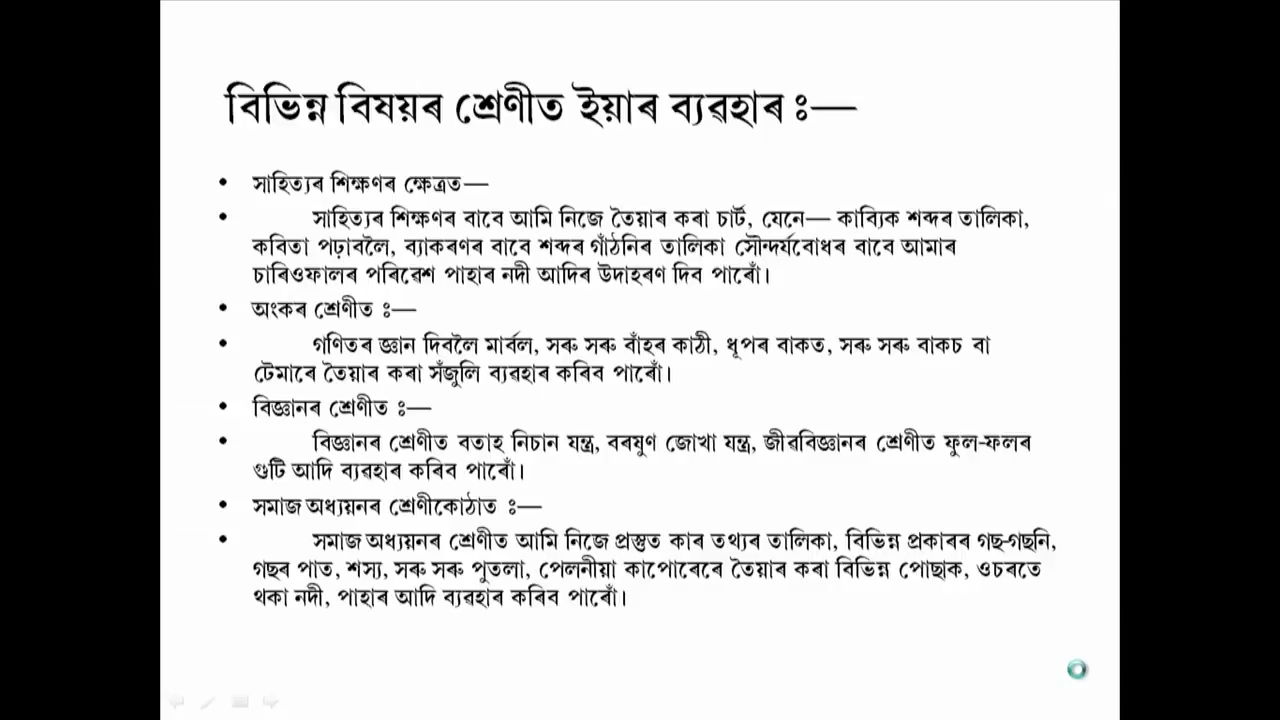 বিভিন্ন বিষয়ৰ শ্ৰেণীত ইয়াৰ ব্যৱহাৰ ঃ—
• সাহিত্যৰ শিক্ষণৰ ক্ষেত্ৰত—
• সাহিত্যৰ শিক্ষণৰ বাবে আমি নিজে তৈয়াৰ কৰা চাৰ্ট, যেনে— কাব্যিক শব্দৰ তালিকা,
কবিতা পঢ়াবলৈ, ব্যাকৰণৰ বাবে শব্দৰ গাঁঠনিৰ তালিকা সৌন্দৰ্যবোধৰ বাবে আমাৰ
চাৰিওফালৰ পৰিৱেশ পাহাৰ নদী আদিৰ উদাহৰণ দিব পাৰোঁ।
• অংকৰ শ্ৰেণীত ঃ—
• গণিতৰ জ্ঞান দিবলৈ মাৰ্বল, সৰু সৰু বাঁহৰ কাঠী, ধূপৰ বাকত, সৰু সৰু বাকচ বা
টেমাৰে তৈয়াৰ কৰা সঁজুলি ব্যৱহাৰ কৰিব পাৰোঁ।
• বিজ্ঞানৰ শ্ৰেণীত ঃ—
• বিজ্ঞানৰ শ্ৰেণীত বতাহ নিচান যন্ত্ৰ, বৰষুণ জোখা যন্ত্ৰ, জীৱবিজ্ঞানৰ শ্ৰেণীত ফুল-ফলৰ
গুটি আদি ব্যৱহাৰ কৰিব পাৰোঁ।
• সমাজ অধ্যয়নৰ শ্ৰেণীকোঠাত ঃ—
• সমাজ অধ্যয়নৰ শ্ৰেণীত আমি নিজে প্ৰস্তুত কাৰ তথ্যৰ তালিকা, বিভিন্ন প্ৰকাৰৰ গছ-গছনি,
গছৰ পাত, শস্য, সৰু সৰু পুতলা, পেলনীয়া কাপোৰেৰে তৈয়াৰ কৰা বিভিন্ন পোছাক, ওচৰতে
থকা নদী, পাহাৰ আদি ব্যৱহাৰ কৰিব পাৰোঁ।